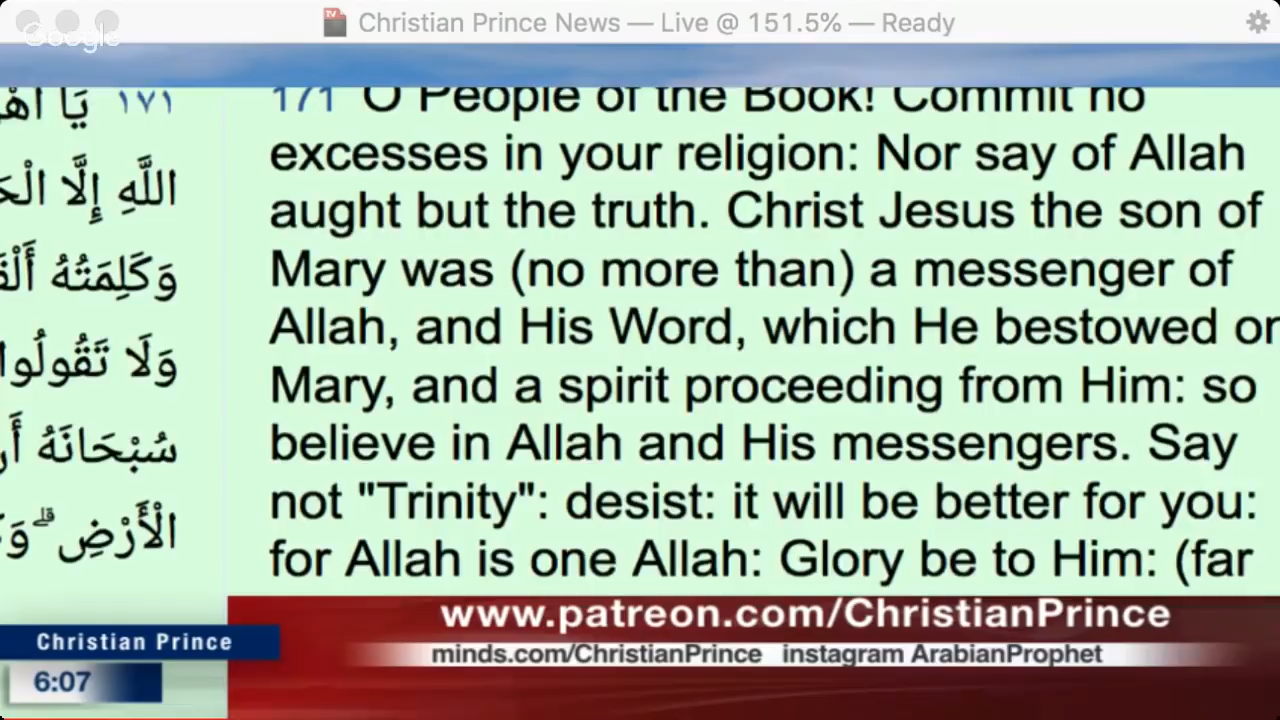 Christian Prince News — Live @ 151.5% — Ready
Google
171 O People of the Book! Commit no
excesses in your religion: Nor say of Allah
aught but the truth. Christ Jesus the son of
Mary was (no more than) a messenger of
Allah, and His Word, which He bestowed on
Mary, and a spirit proceeding from Him: so
believe in Allah and His messengers. Say
not "Trinity": desist: it will be better for you:
for Allah is one Allah: Glory be to Him: (far
١٧١ يَا
اللَّهِ إِلَّا
وَكَلِمَتُهُ
وَلَا تَقُولُوا
سُبْحَانَهُ
الْأَرْضِ ۗ
www.patreon.com/ChristianPrince
minds.com/ChristianPrince instagram ArabianProphet
Christian Prince
6:07